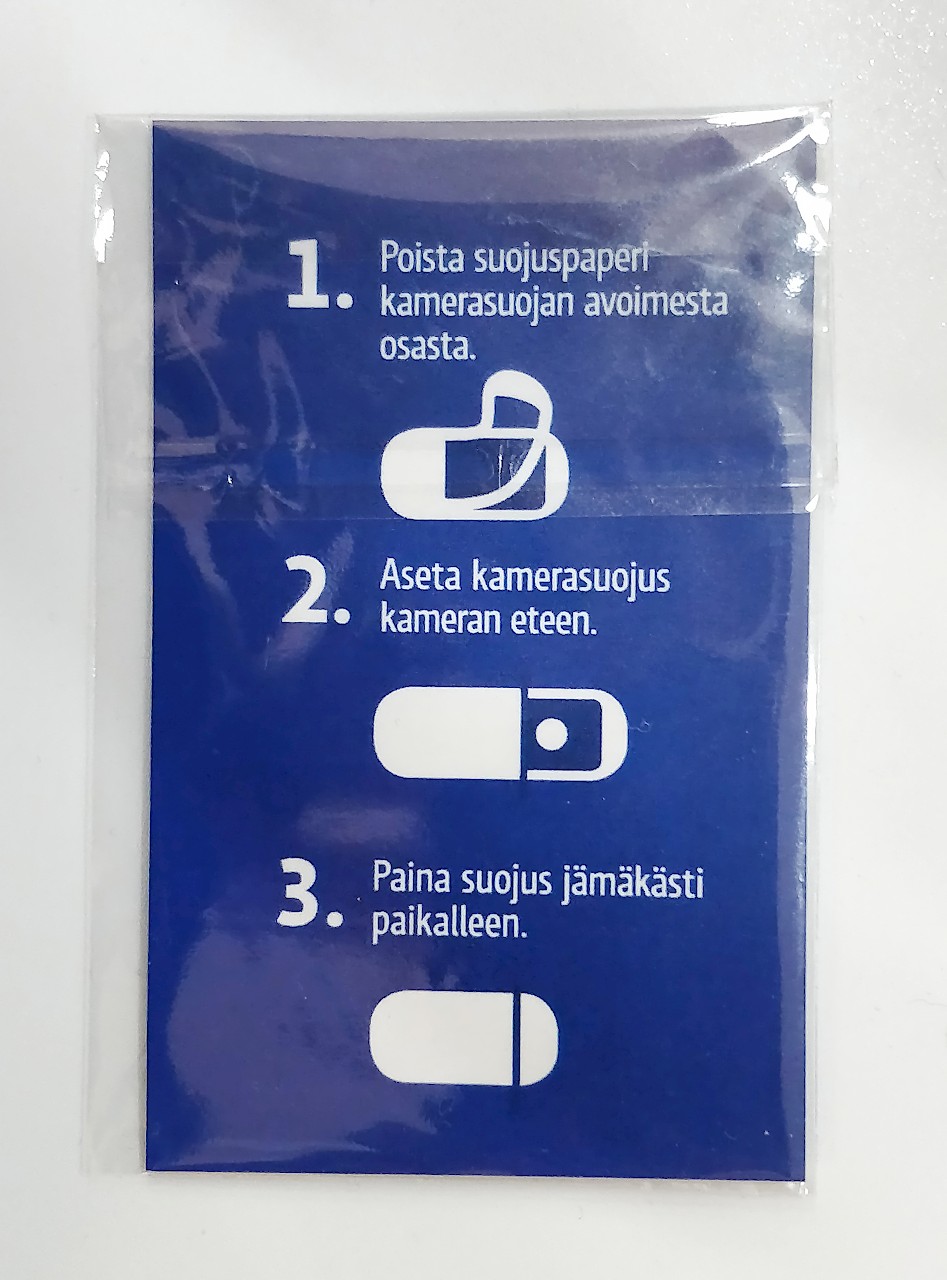 1. Poista suojuspaperi
kamerasuojan avoimesta
osasta.
2. Aseta kamerasuojus
kameran eteen.
3. Paina suojus jämäkästi
paikalleen.